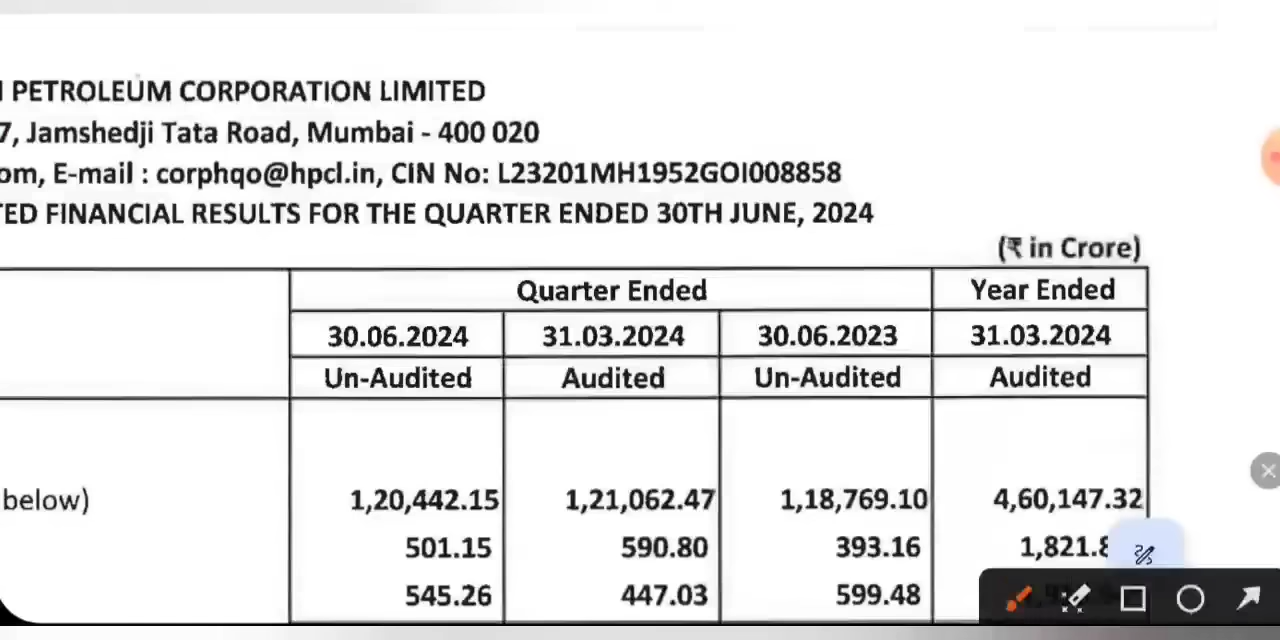 PETROLEUM CORPORATION LIMITED
7, Jamshedji Tata Road, Mumbai - 400 020
om, E-mail : corphqo@hpcl.in, CIN No: L23201MH1952GOI008858
TED FINANCIAL RESULTS FOR THE QUARTER ENDED 30TH JUNE, 2024
(₹ in Crore)
Quarter Ended Year Ended
30.06.2024 31.03.2024 30.06.2023 31.03.2024
Un-Audited Audited Un-Audited Audited
below) 1,20,442.15 1,21,062.47 1,18,769.10 4,60,147.32
501.15 590.80 393.16
545.26 447.03 599.48